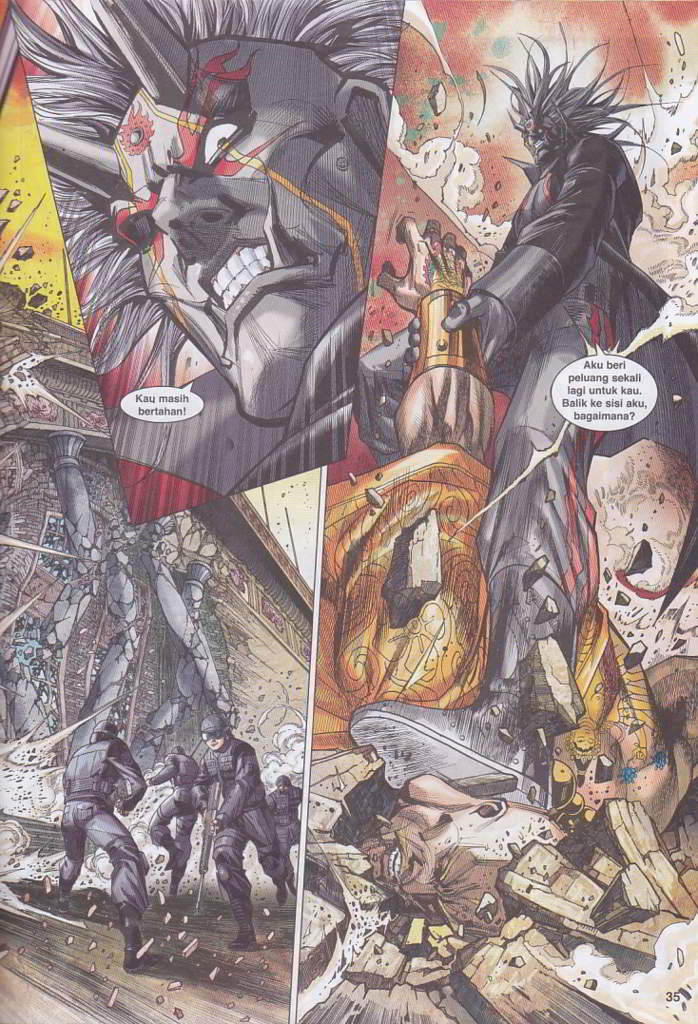 Kau masih
bertahan!
Aku beri
peluang sekali
lagi untuk kau.
Balik ke sisi aku,
bagaimana?
35